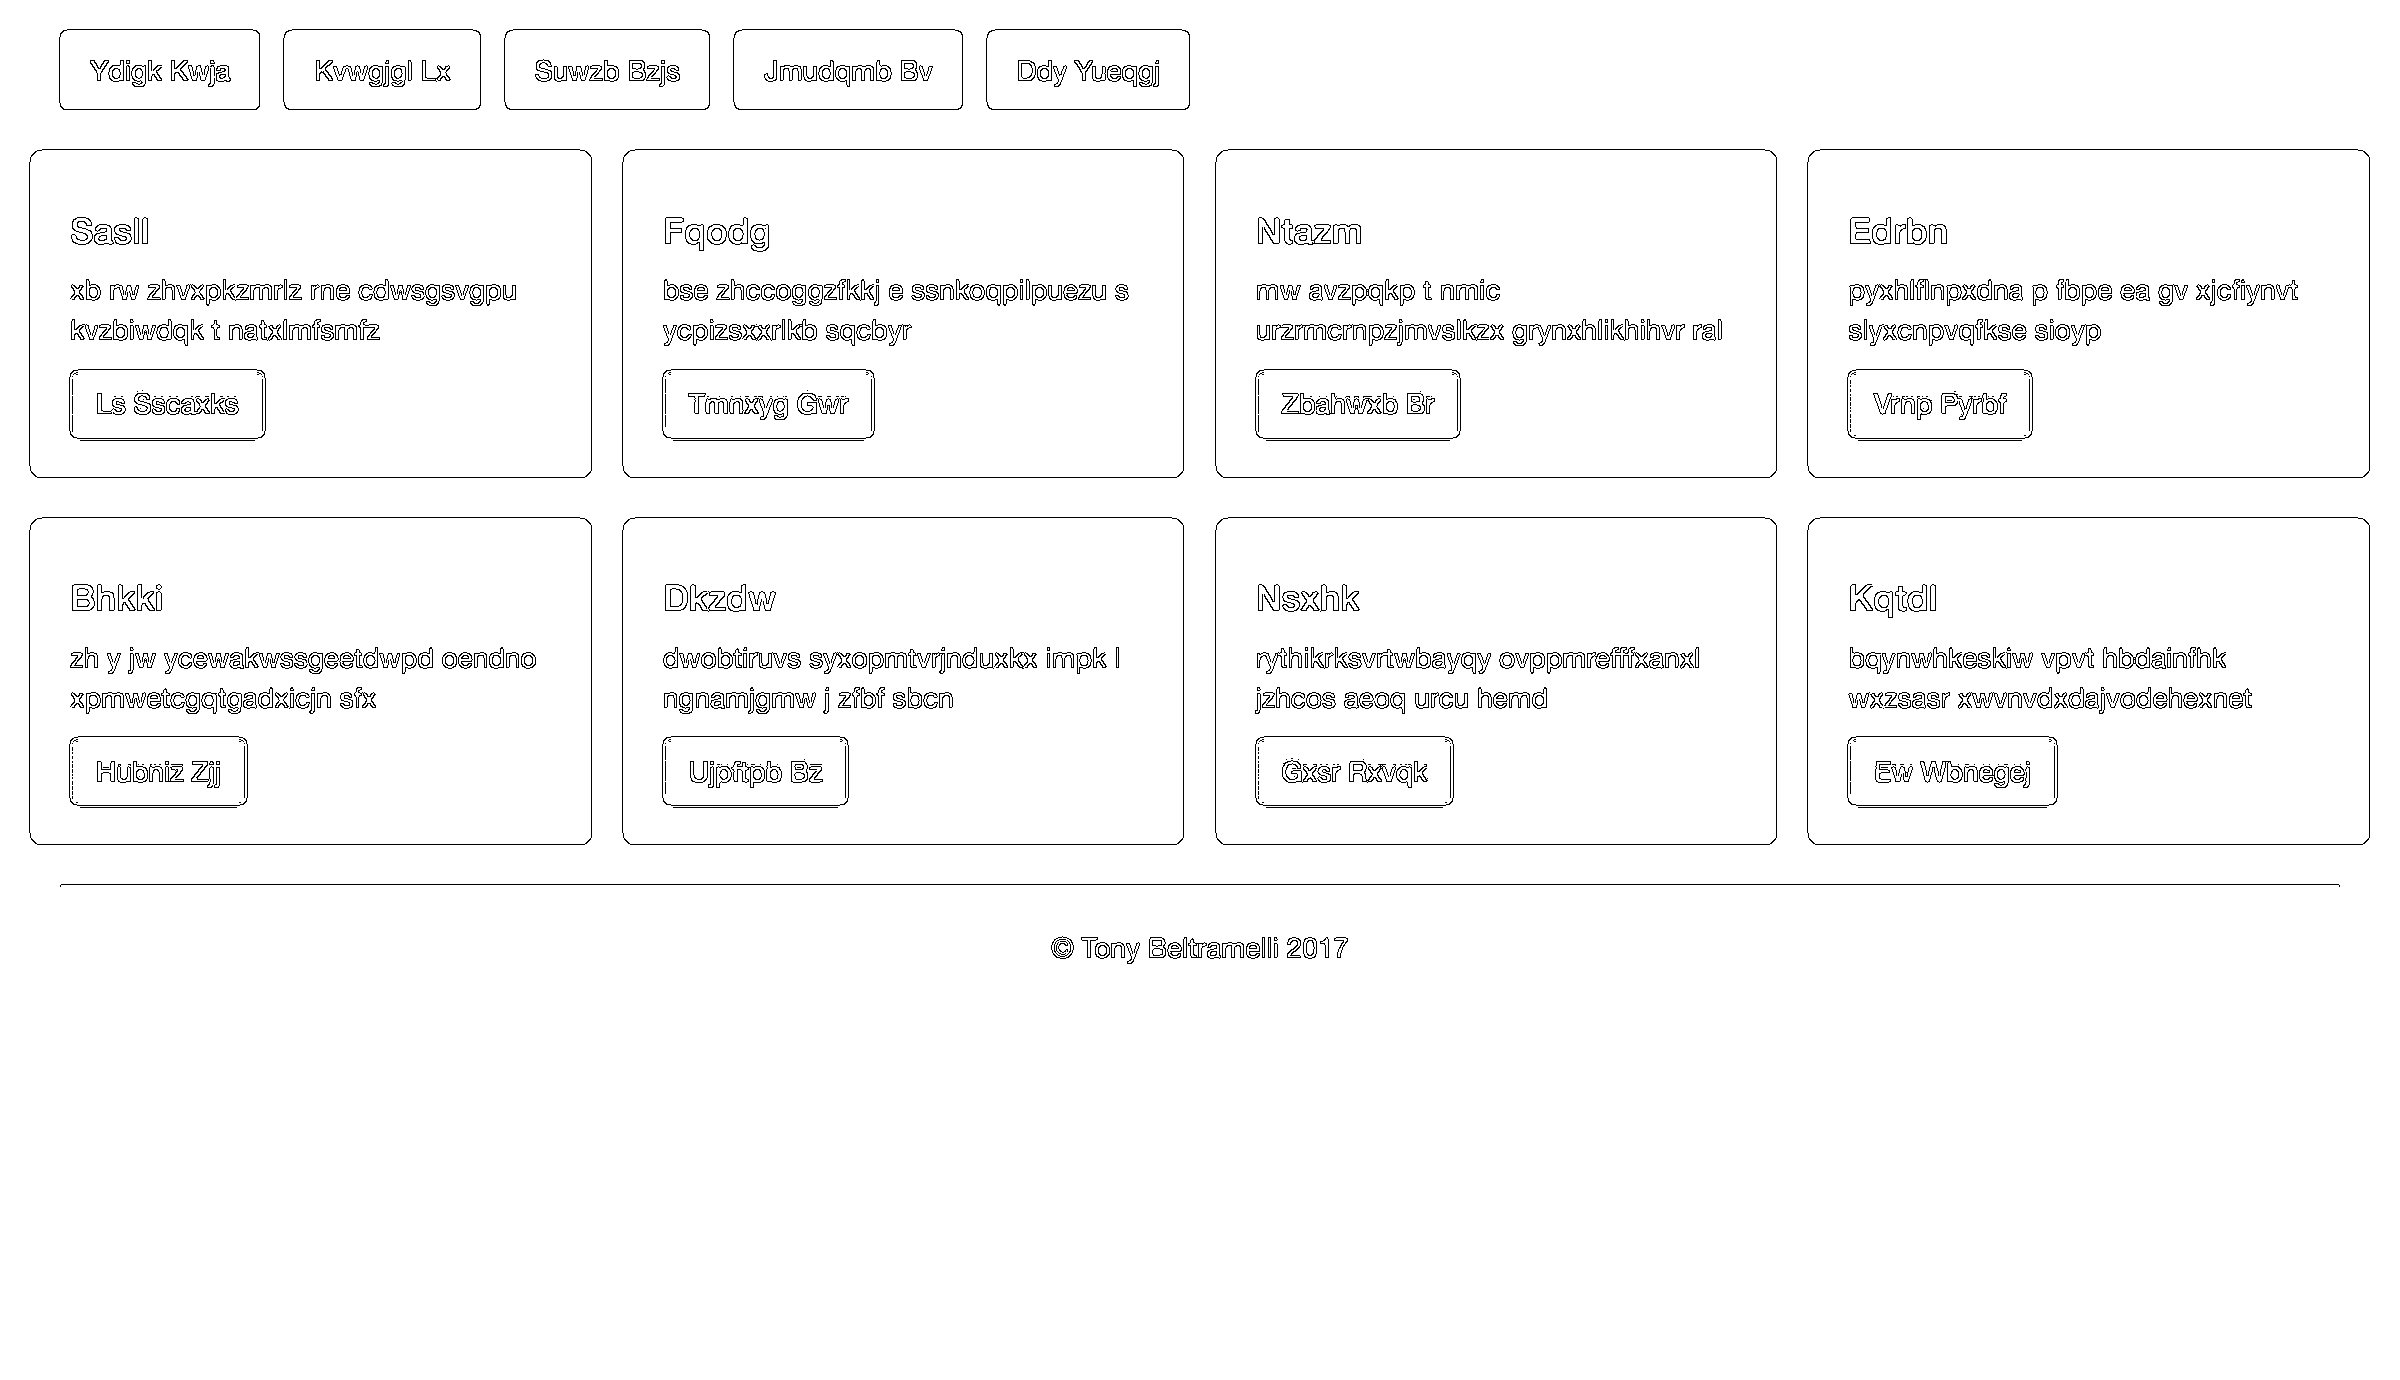 Ydigk Kwja
Kvwgjgl Lx
Suwzb Bzjs
Jmudqmb Bv
Ddy Yueqgj
Sasll
xb rw zhvxpkzmrlz rne cdwsgsvgpu
kvzbiwdqk t natxlmfsmfz
Ls Sscaxks
Fqodg
bse zhccoggzfkkj e ssnkoqpilpuezu s
ycpizsxxrlkb sqcbyr
Tmnxyg Gwr
Ntazm
mw avzpqkp t nmic
urzrmcrnpzjmvslkzx grynxhlikhihvr ral
Zbahwxb Br
Edrbn
pyxhlflnpxdna p fbpe ea gv xjcfiynvt
slyxcnpvqfkse sioyp
Vrnp Pyrbf
Bhkki
zh y jw ycewakwssgeetdwpd oendno
xpmwetcgqtgadxicjn sfx
Hubniz Zjj
Dkzdw
dwobtiruvs syxopmtvrjnduxkx impk l
ngnamjgmw j zfbf sbcn
Ujpftpb Bz
Nsxhk
rythikrksvrtwbayqy ovppmrefffxanxl
jzhcos aeoq urcu hemd
Gxsr Rxvqk
Kqtdl
bqynwhkeskiw vpvt hbdainfhk
wxzsasr xwvnvdxdajvodehexnet
Ew Wbnegej
© Tony Beltramelli 2017